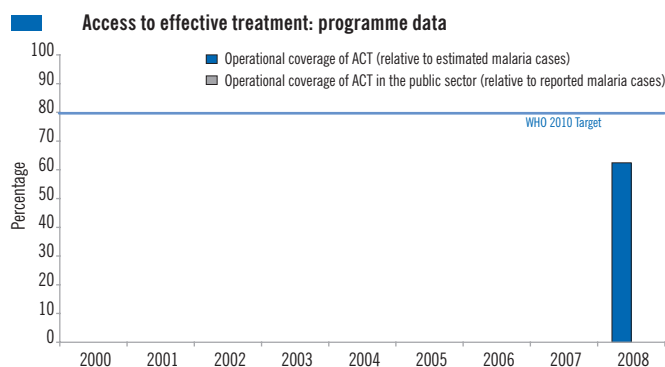 Access to effective treatment: programme data
Operational coverage of ACT (relative to estimated malaria cases)
Operational coverage of ACT in the public sector (relative to reported malaria cases)
WHO 2010 Target
Percentage
100
90
80
70
60
50
40
30
20
10
0
2000 2001 2002 2003 2004 2005 2006 2007 2008